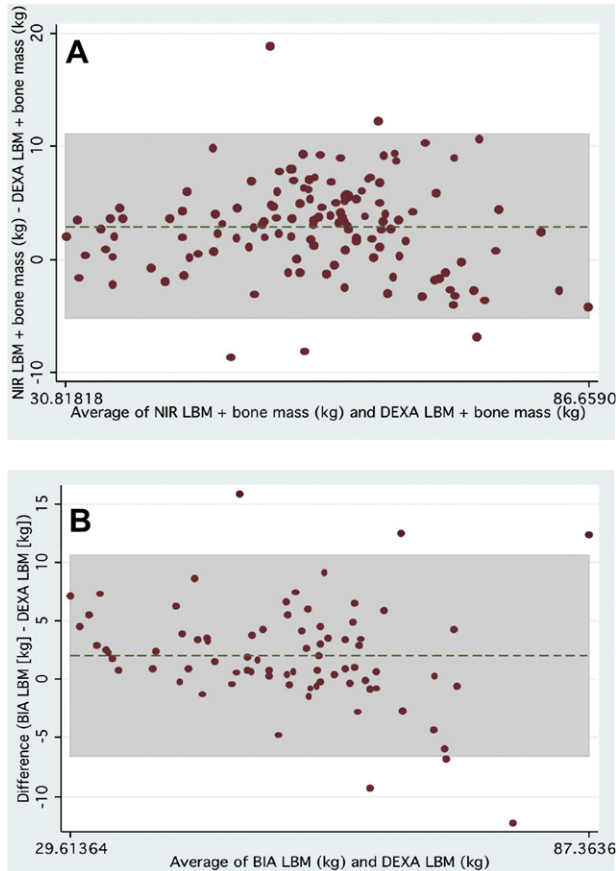 A
NIR LBM + bone mass (kg) - DEXA LBM + bone mass (kg)
20
10
0
-10
30.81818
86.6590
Average of NIR LBM + bone mass (kg) and DEXA LBM + bone mass (kg)
B
Difference (BIA LBM [kg] - DEXA LBM [kg])
15
10
5
0
-5
-10
29.61364
87.3636
Average of BIA LBM (kg) and DEXA LBM (kg)